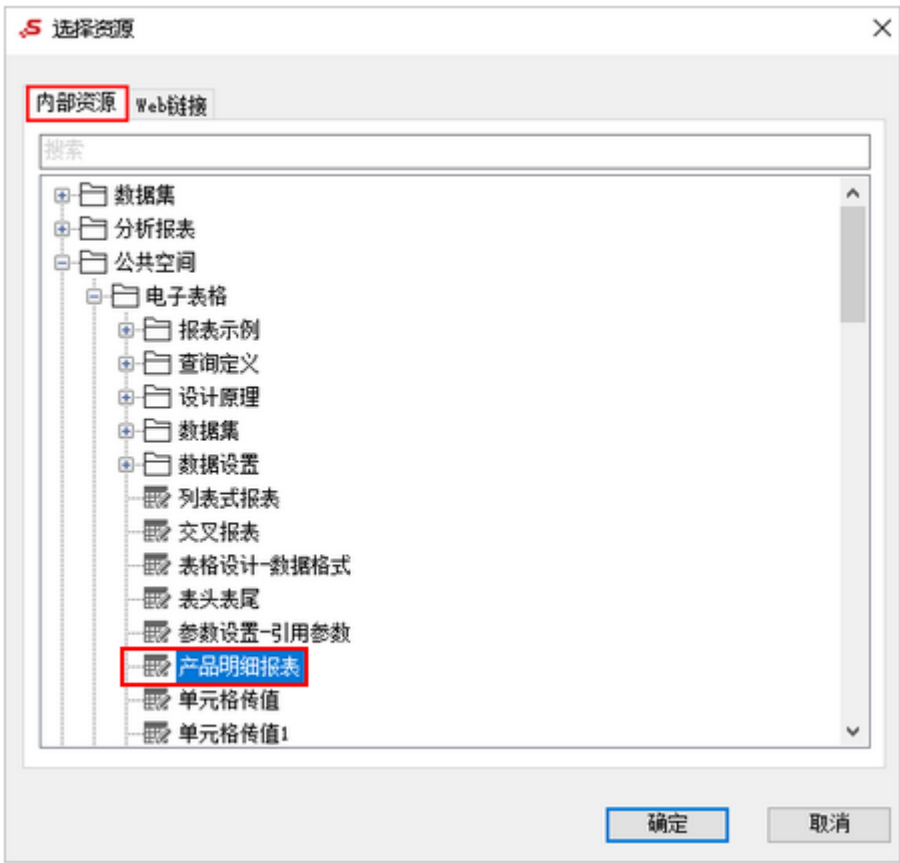 选择资源
内部资源 Web链接
搜索
数据集
分析报表
公共空间
电子表格
报表示例
查询定义
设计原理
数据集
数据设置
列表式报表
交叉报表
表格设计-数据格式
表头表尾
参数设置-引用参数
产品明细报表
单元格传值
单元格传值1
确定 取消